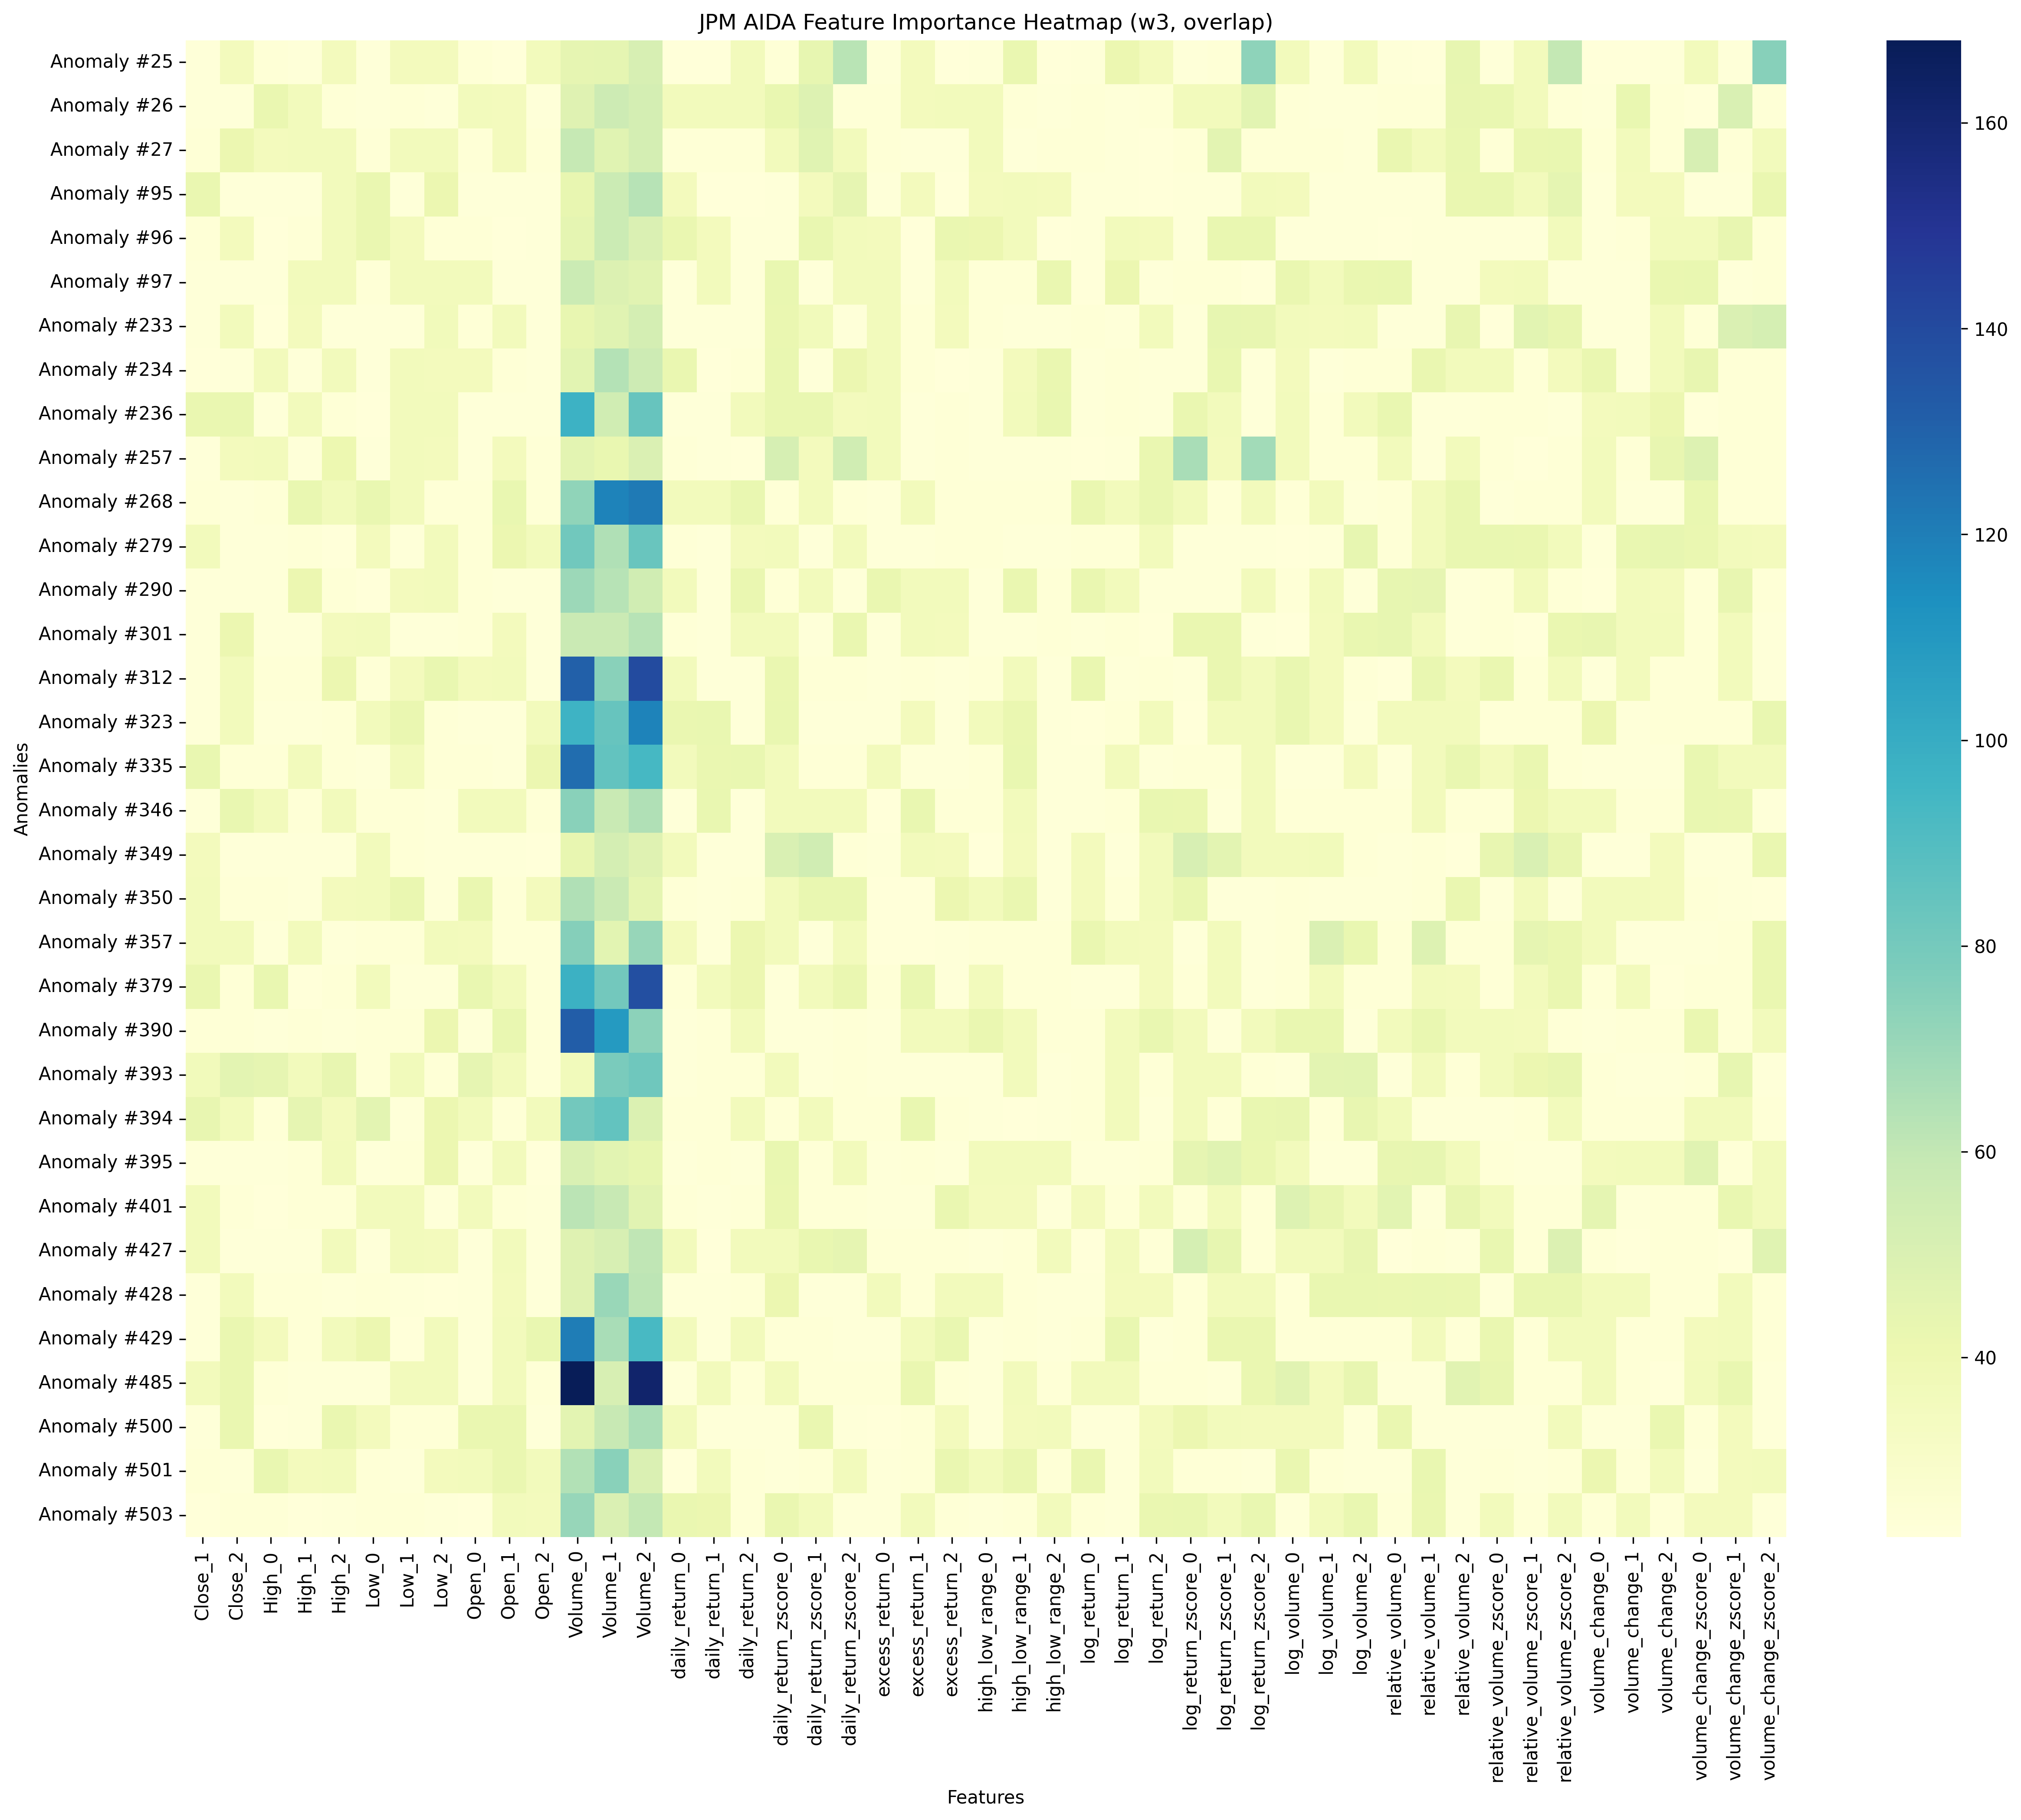 JPM AIDA Feature Importance Heatmap (w3, overlap)
Anomalies
Anomaly #25
Anomaly #26
Anomaly #27
Anomaly #95
Anomaly #96
Anomaly #97
Anomaly #233
Anomaly #234
Anomaly #236
Anomaly #257
Anomaly #268
Anomaly #279
Anomaly #290
Anomaly #301
Anomaly #312
Anomaly #323
Anomaly #335
Anomaly #346
Anomaly #349
Anomaly #350
Anomaly #357
Anomaly #379
Anomaly #390
Anomaly #393
Anomaly #394
Anomaly #395
Anomaly #401
Anomaly #427
Anomaly #428
Anomaly #429
Anomaly #485
Anomaly #500
Anomaly #501
Anomaly #503
Close_1
Close_2
High_0
High_1
High_2
Low_0
Low_1
Low_2
Open_0
Open_1
Open_2
Volume_0
Volume_1
Volume_2
daily_return_0
daily_return_1
daily_return_2
daily_return_zscore_0
daily_return_zscore_1
daily_return_zscore_2
excess_return_0
excess_return_1
excess_return_2
high_low_range_0
high_low_range_1
high_low_range_2
log_return_0
log_return_1
log_return_2
log_return_zscore_0
log_return_zscore_1
log_return_zscore_2
log_volume_0
log_volume_1
log_volume_2
relative_volume_0
relative_volume_1
relative_volume_2
relative_volume_zscore_0
relative_volume_zscore_1
relative_volume_zscore_2
volume_change_0
volume_change_1
volume_change_2
volume_change_zscore_0
volume_change_zscore_1
volume_change_zscore_2
Features
160
140
120
100
80
60
40